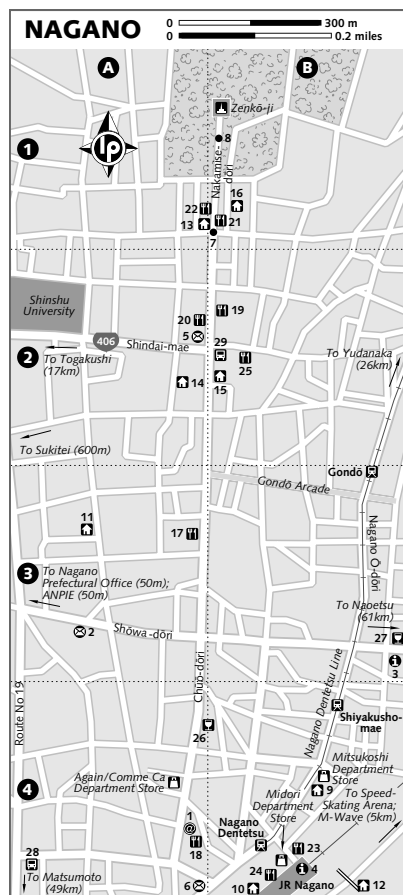 NAGANO
0 300 m
0 0.2 miles
A
B
lp
Zenkō-ji
1
8
Nakamise-
dōri
16
22
13
21
7
Shinshu
University
19
20
406
5
Shindai-mae
29
2
To Togakushi
(17km)
To Yudanaka
(26km)
25
14
15
To Sukitei (600m)
Gondō
Gondō Arcade
11
17
Nagano Ō-dōri
3
To Nagano
Prefectural Office (50m);
ANPIE (50m)
To Naoetsu
(61km)
27
2
Shōwa-dōri
3
Chūō-dōri
Route No 19
Nagano Dentetsu Line
Shiyakusho-
mae
26
Mitsukoshi
Department
Store
Again/Comme Ca
Department Store
9
4
Midori
Department
Store
To Speed-
Skating Arena;
M-Wave (5km)
1
@
18
Nagano
Dentetsu
23
28
24
4
To Matsumoto
(49km)
6
10
JR Nagano
12